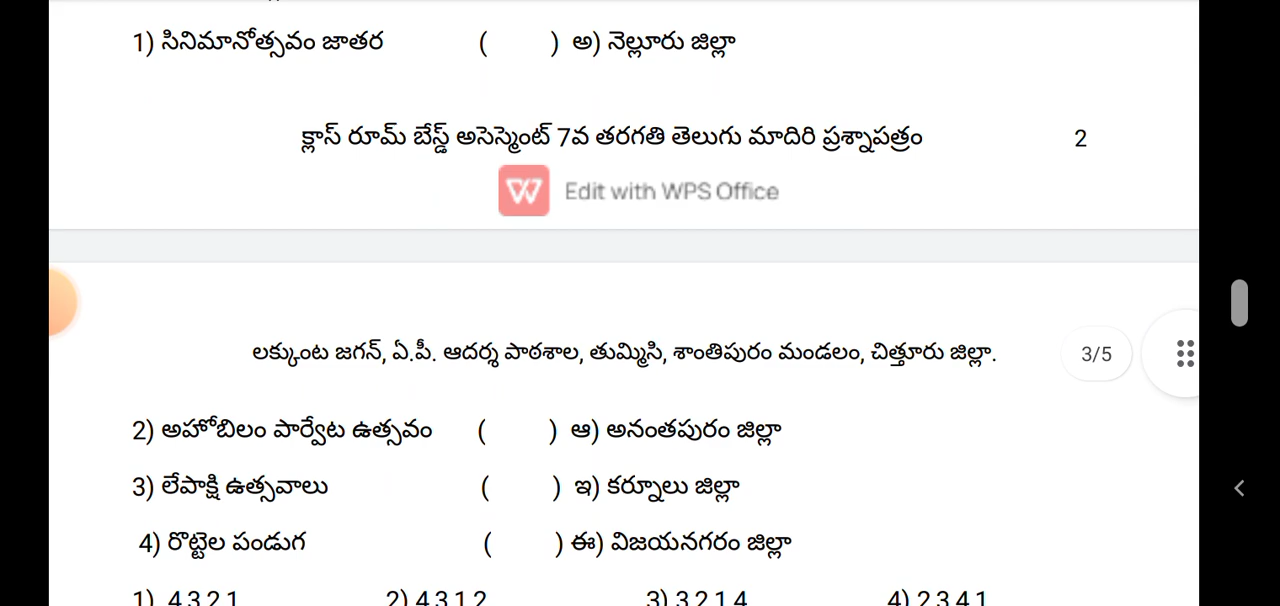 1) సినిమానోత్సవం జాతర ( ) అ) నెల్లూరు జిల్లా
క్లాస్ రూమ్ బేస్డ్ అసెస్మెంట్ 7వ తరగతి తెలుగు మాదిరి ప్రశ్నాపత్రం 2
Edit with WPS Office
లక్కుంట జగన్, ఏ.పీ. ఆదర్శ పాఠశాల, తుమ్మిసి, శాంతిపురం మండలం, చిత్తూరు జిల్లా.
3/5
2) అహోబిలం పార్వేట ఉత్సవం ( ) ఆ) అనంతపురం జిల్లా
3) లేపాక్షి ఉత్సవాలు ( ) ఇ) కర్నూలు జిల్లా
4) రొట్టెల పండుగ ( ) ఈ) విజయనగరం జిల్లా
1) 4 3 2 1 2) 4 3 1 2 3) 3 2 1 4 4) 2 3 4 1